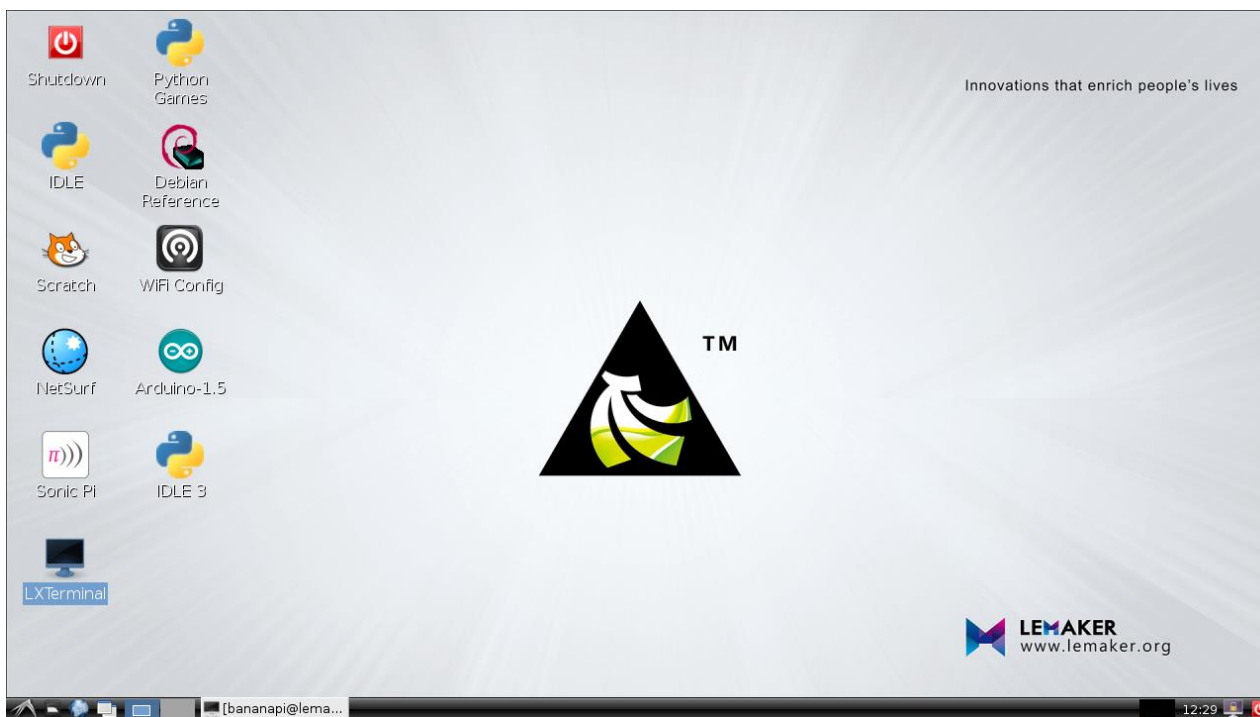 Shutdown
Python
Games
Innovations that enrich people's lives
IDLE
Debian
Reference
Scratch
WiFi Config
TM
NetSurf
Arduino-1.5
π)))
Sonic Pi
IDLE 3
LXTerminal
LEMAKER
www.lemaker.org
[bananapi@lema...
12:29